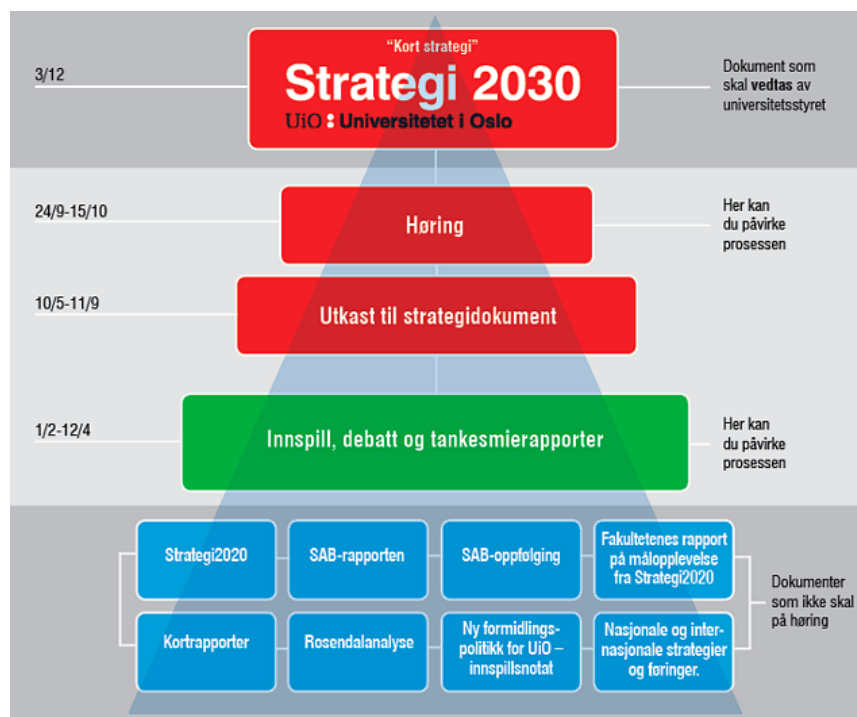 "Kort strategi"
3/12
Strategi 2030
UiO : Universitetet i Oslo
Dokument som
skal vedtas av
universitetsstyret
24/9-15/10
Høring
Her kan
du påvirke
prosessen
10/5-11/9
Utkast til strategidokument
1/2-12/4
Innspill, debatt og tankesmierapporter
Her kan
du påvirke
prosessen
Strategi2020
SAB-rapporten
SAB-oppfølging
Fakultetenes rapport
på målopplevelse
fra Strategi2020
Dokumenter
som ikke skal
på høring
Kortrapporter
Rosendalanalyse
Ny formidlings-
politikk for UiO –
innspillsnotat
Nasjonale og inter-
nasjonale strategier
og føringer.